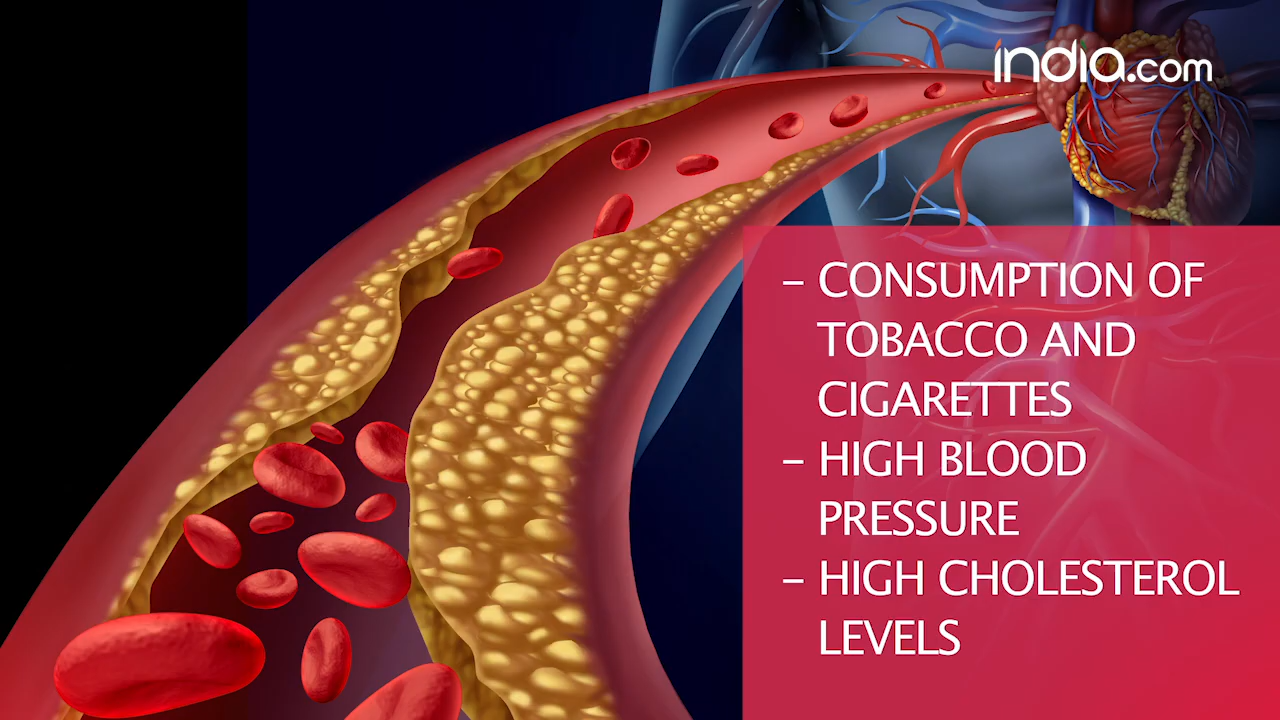 india.com
– CONSUMPTION OF
TOBACCO AND
CIGARETTES
– HIGH BLOOD
PRESSURE
– HIGH CHOLESTEROL
LEVELS